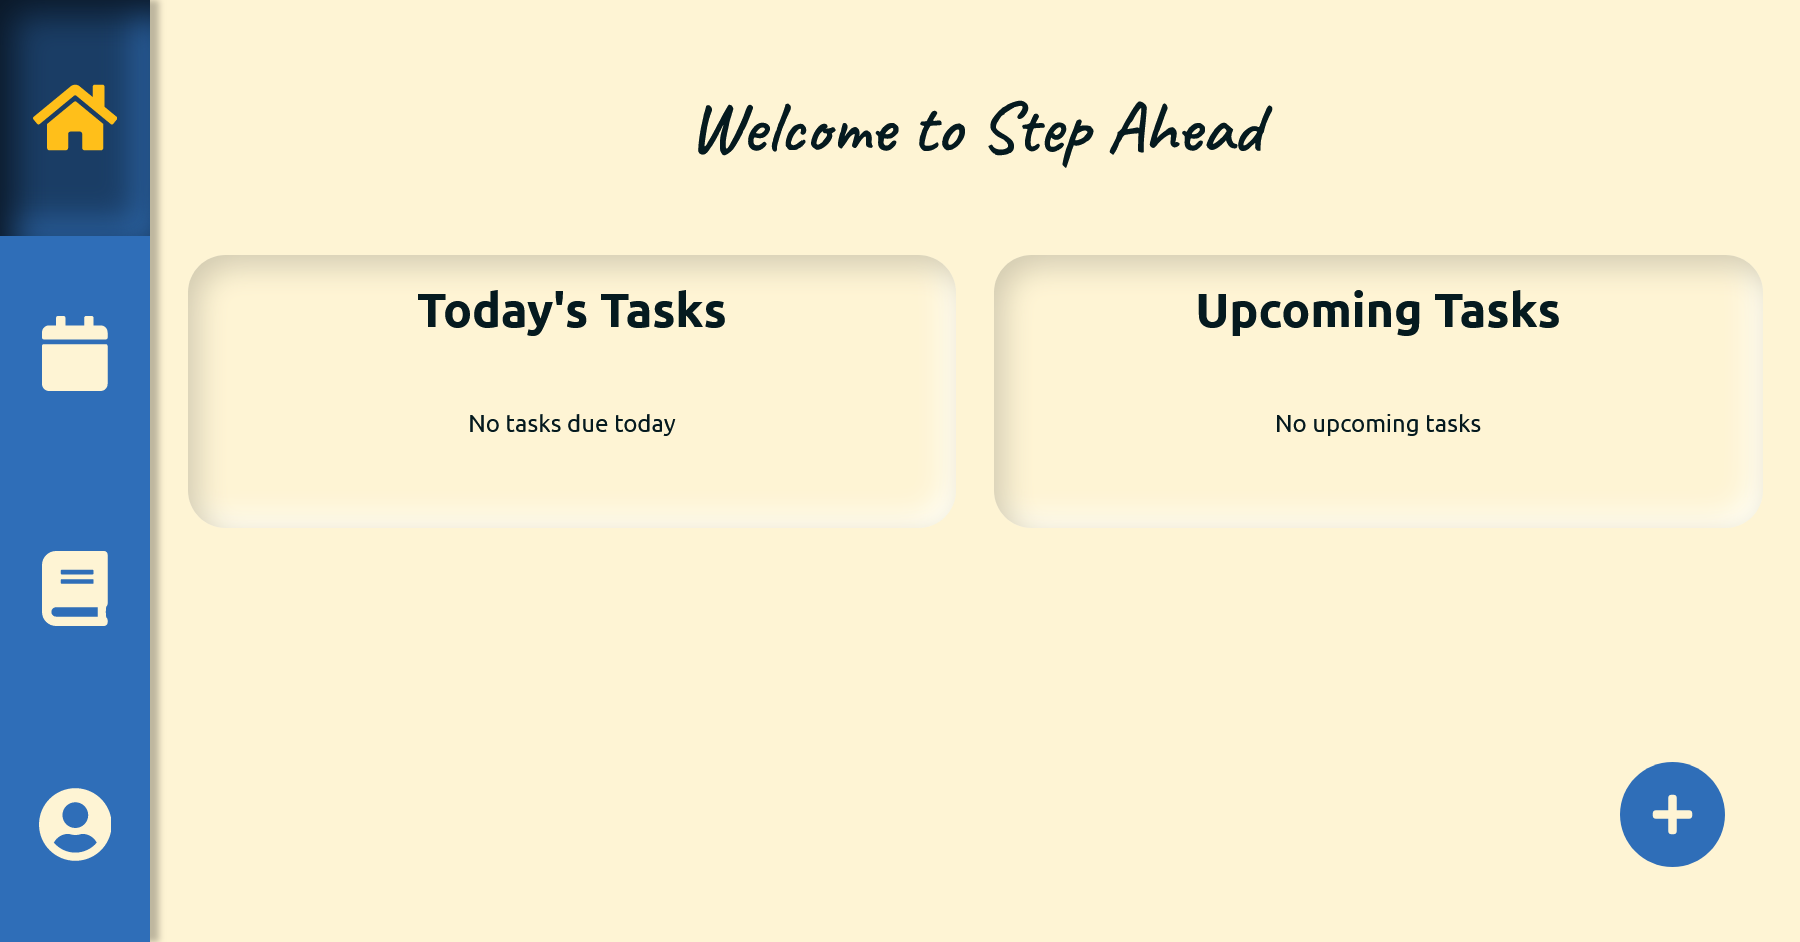 Welcome to Step Ahead
Today's Tasks
No tasks due today
Upcoming Tasks
No upcoming tasks